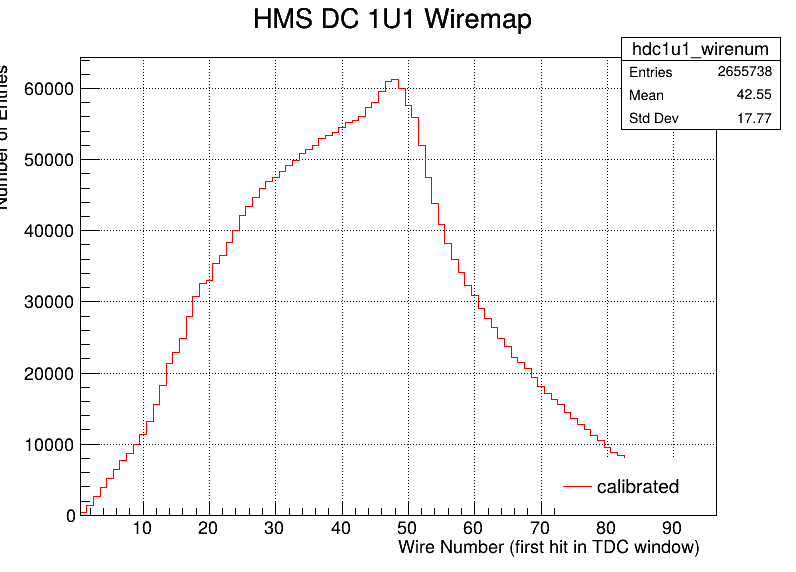 HMS DC 1U1 Wiremap
hdc1u1_wirenum
Entries 2655738
Mean 42.55
Std Dev 17.77
Number of Entries
60000
50000
40000
30000
20000
10000
0
calibrated
10 20 30 40 50 60 70 80 90
Wire Number (first hit in TDC window)